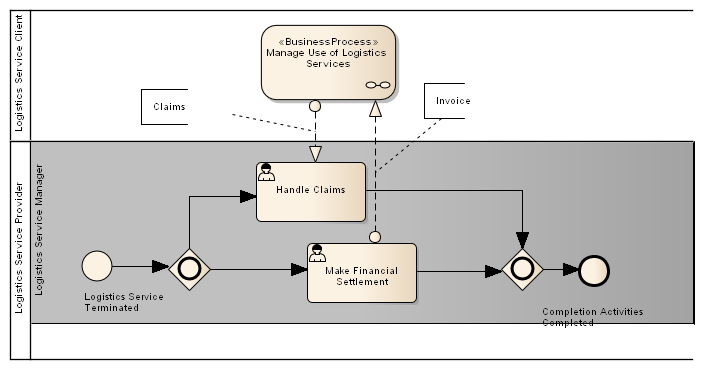 Logistics Service Client
«BusinessProcess»
Manage Use of Logistics
Services
Claims
Invoice
Logistics Service Provider
Logistics Service Manager
Handle Claims
Make Financial
Settlement
Logistics Service
Terminated
Completion Activities
Completed